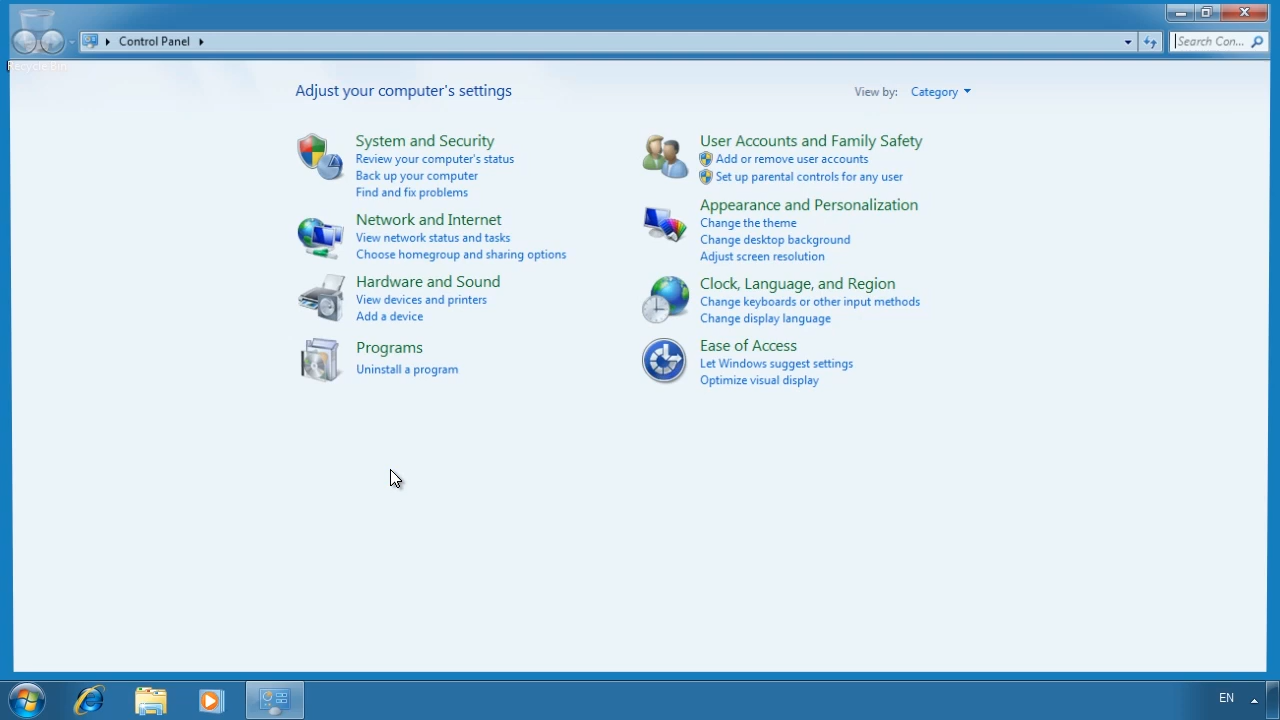 Control Panel
Search Con...
Recycle Bin
Adjust your computer's settings
View by: Category
System and Security
Review your computer's status
Back up your computer
Find and fix problems
Network and Internet
View network status and tasks
Choose homegroup and sharing options
Hardware and Sound
View devices and printers
Add a device
Programs
Uninstall a program
User Accounts and Family Safety
Add or remove user accounts
Set up parental controls for any user
Appearance and Personalization
Change the theme
Change desktop background
Adjust screen resolution
Clock, Language, and Region
Change keyboards or other input methods
Change display language
Ease of Access
Let Windows suggest settings
Optimize visual display
EN